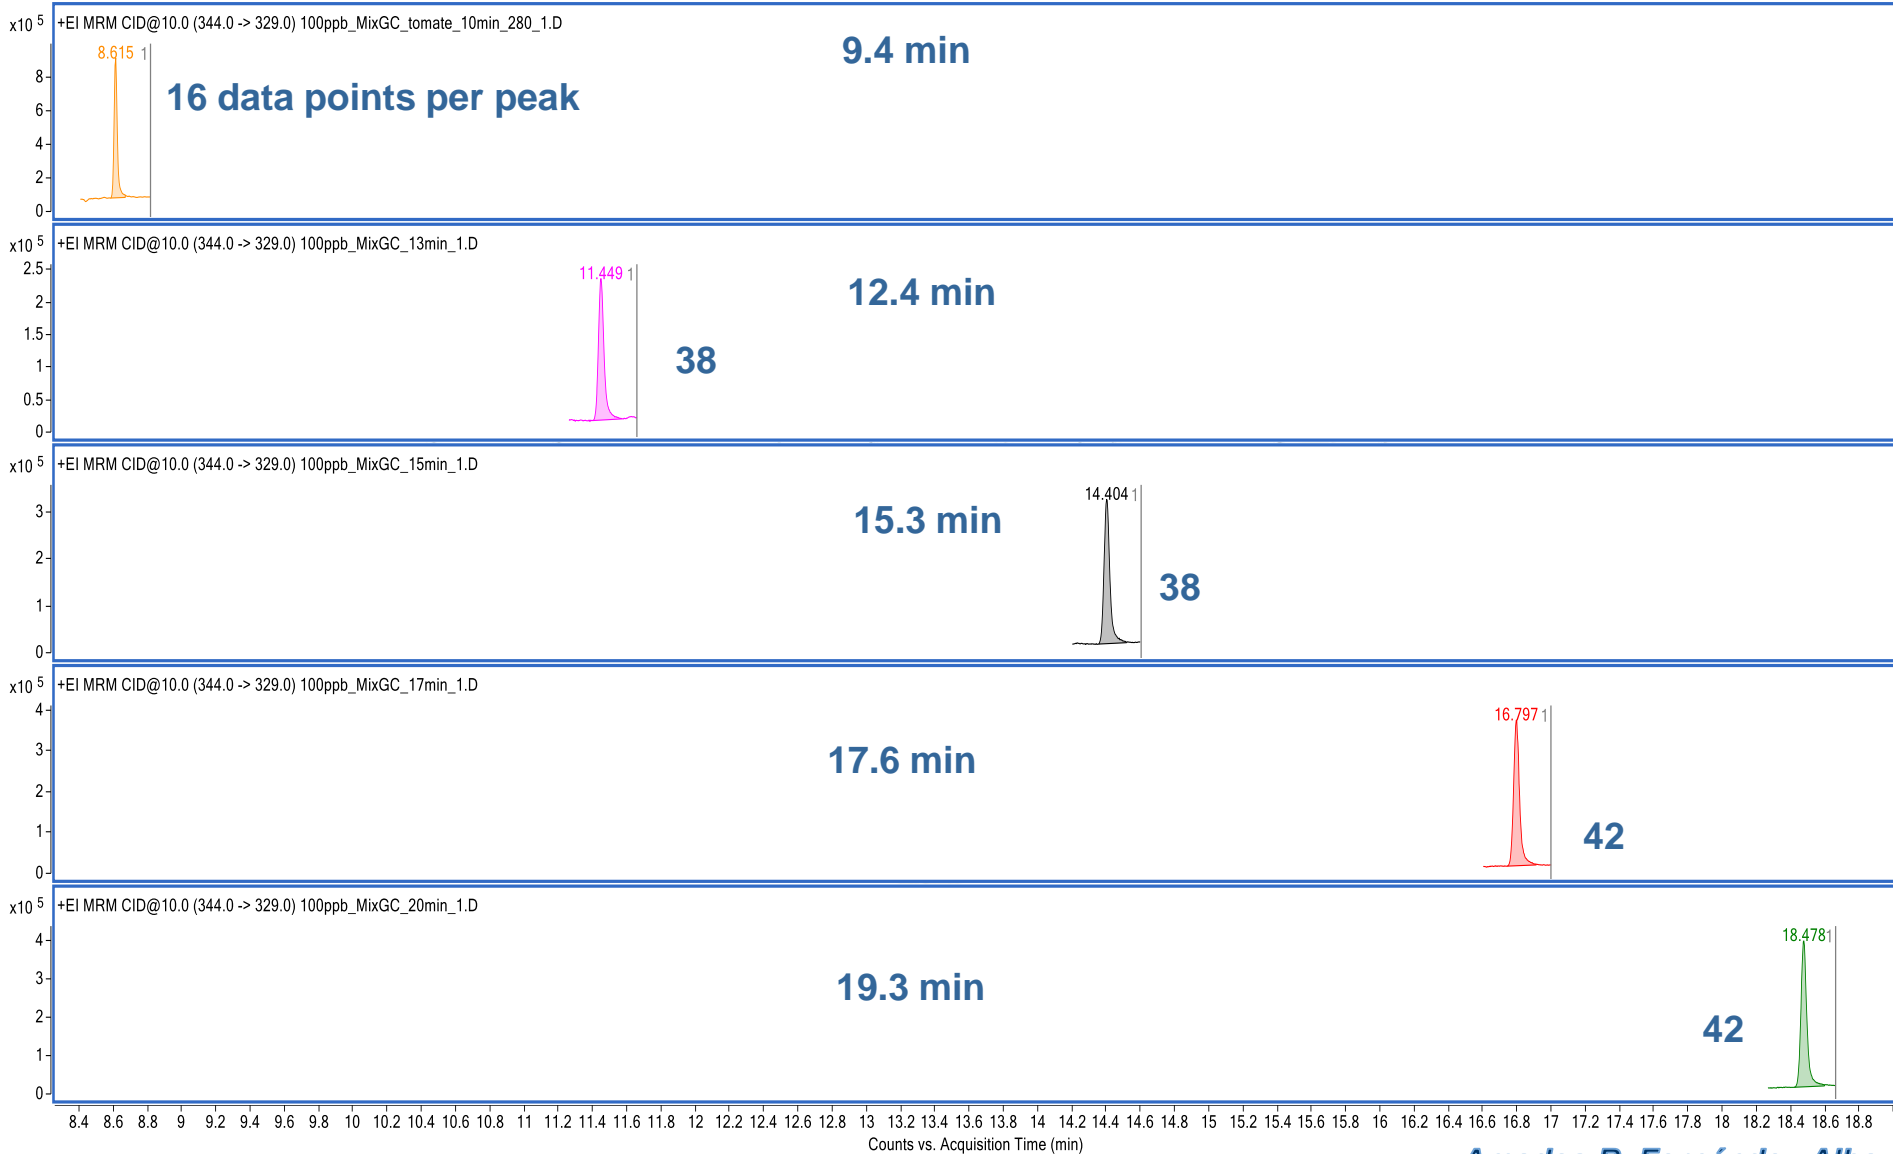 x10 5
+EI MRM CID@10.0 (344.0 -> 329.0) 100ppb_MixGC_tomate_10min_280_1.D
9.4 min
8.615 1
16 data points per peak
8
6
4
2
0
x10 5
+EI MRM CID@10.0 (344.0 -> 329.0) 100ppb_MixGC_13min_1.D
12.4 min
11.449 1
38
2.5
2
1.5
1
0.5
0
x10 5
+EI MRM CID@10.0 (344.0 -> 329.0) 100ppb_MixGC_15min_1.D
14.404 1
15.3 min
38
3
2
1
0
x10 5
+EI MRM CID@10.0 (344.0 -> 329.0) 100ppb_MixGC_17min_1.D
16.797 1
17.6 min
42
4
3
2
1
0
x10 5
+EI MRM CID@10.0 (344.0 -> 329.0) 100ppb_MixGC_20min_1.D
18.478 1
19.3 min
42
4
3
2
1
0
8.4 8.6 8.8 9 9.2 9.4 9.6 9.8 10 10.2 10.4 10.6 10.8 11 11.2 11.4 11.6 11.8 12 12.2 12.4 12.6 12.8 13 13.2 13.4 13.6 13.8 14 14.2 14.4 14.6 14.8 15 15.2 15.4 15.6 15.8 16 16.2 16.4 16.6 16.8 17 17.2 17.4 17.6 17.8 18 18.2 18.4 18.6 18.8
Counts vs. Acquisition Time (min)